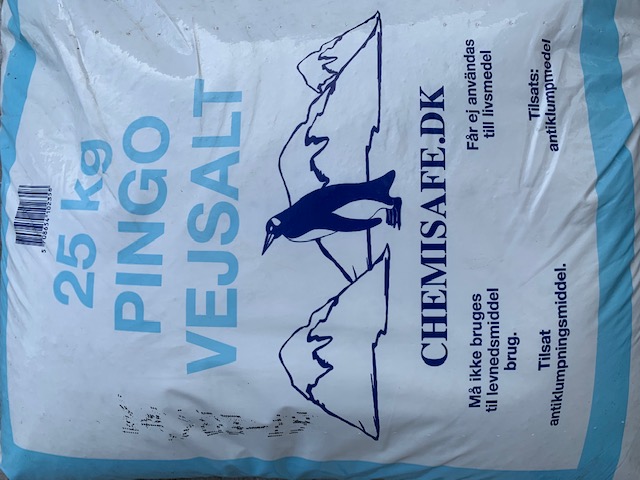 25 kg
PINGO
VEJSALT
CHEMISAFE.DK
Må ikke bruges
til levnedsmiddel
brug.
Tilsat
antiklumpningsmiddel.
Får ej användas
till livsmedel
Tilsats:
antiklumpmedel